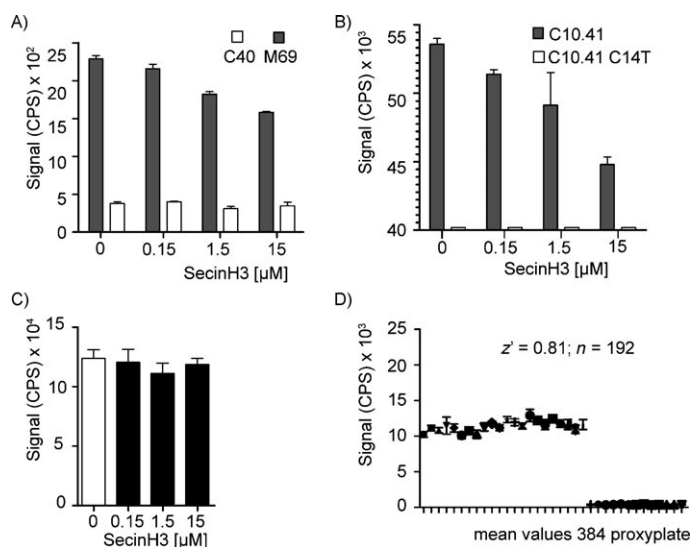 A)
C40 M69
Signal (CPS) x 10²
25
20
15
10
5
0
0 0.15 1.5 15
SecinH3 [µM]
B)
C10.41
C10.41 C14T
Signal (CPS) x 10³
55
50
45
40
0 0.15 1.5 15
SecinH3 [µM]
C)
Signal (CPS) x 10⁴
15
10
5
0
0 0.15 1.5 15
SecinH3 [µM]
D)
z' = 0.81; n = 192
Signal (CPS) x 10³
25
20
15
10
5
0
mean values 384 proxyplate